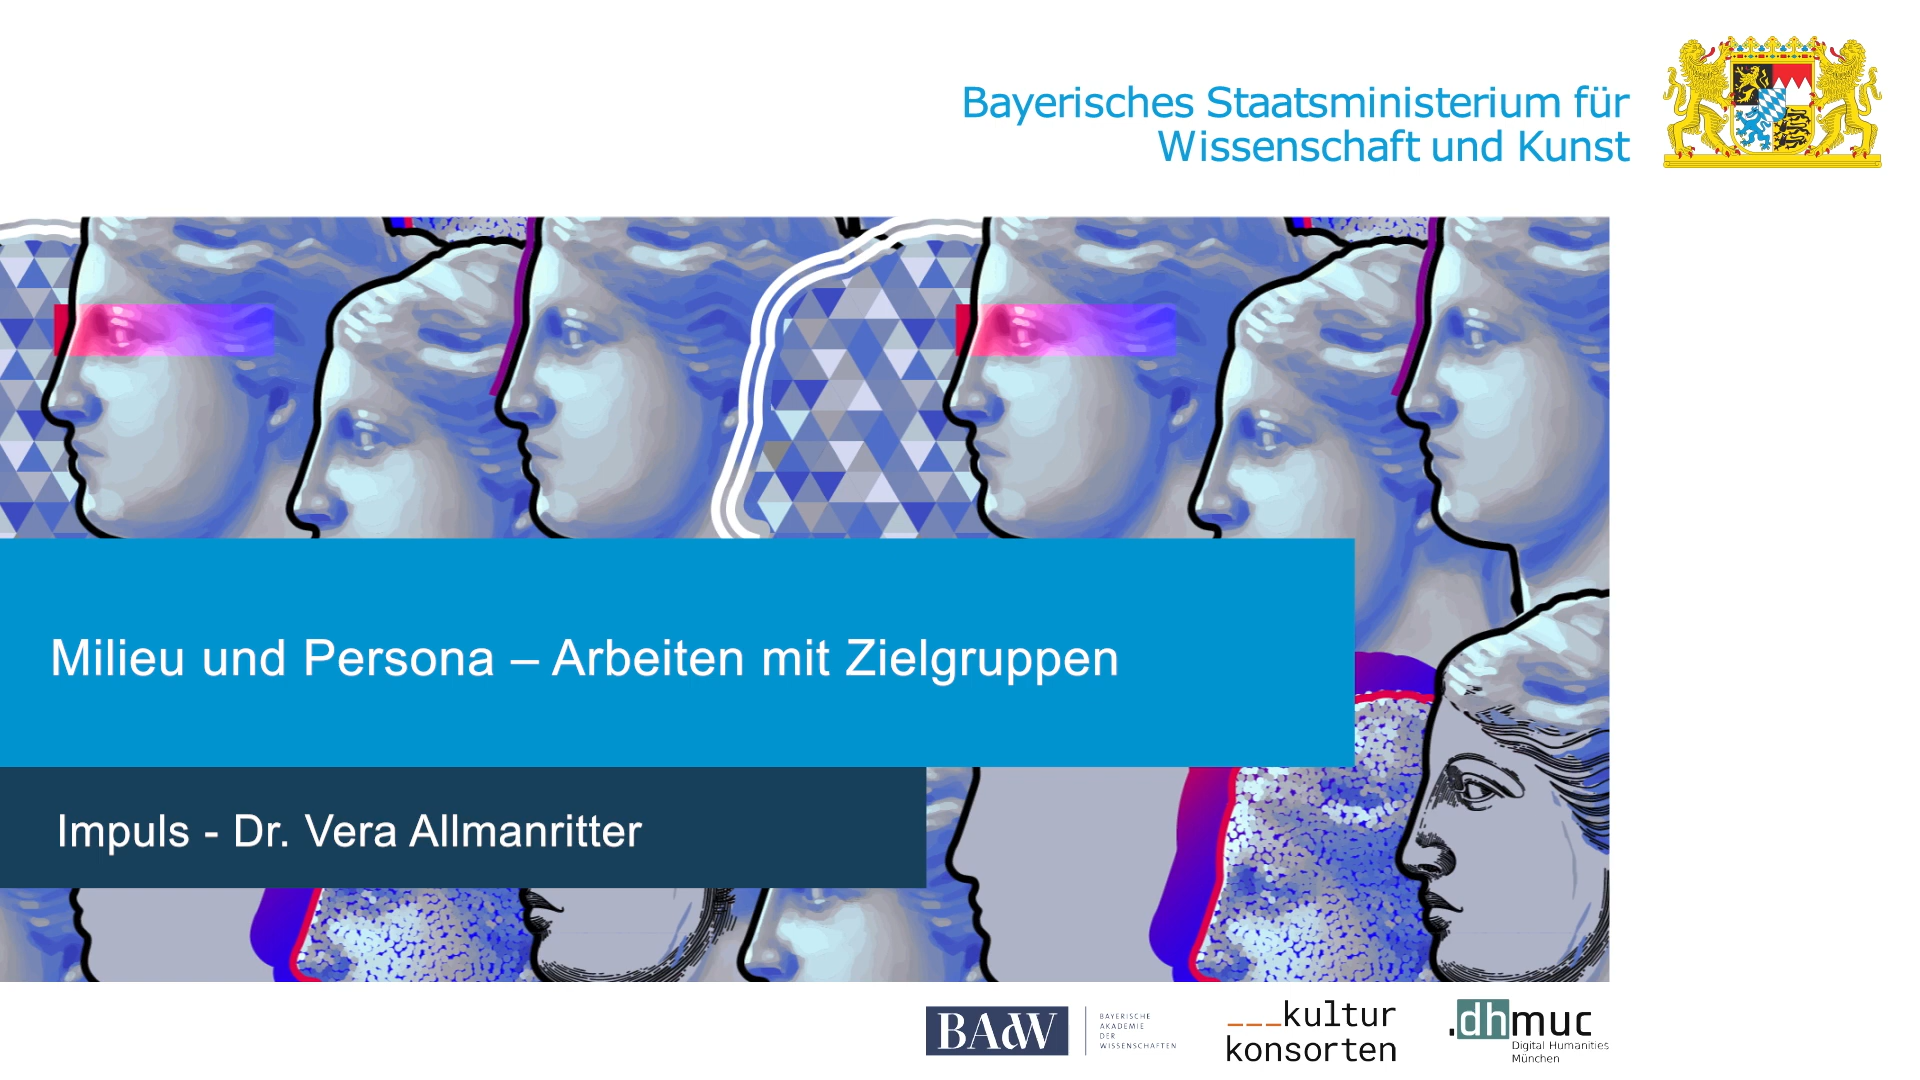 Bayerisches Staatsministerium für
Wissenschaft und Kunst
Milieu und Persona – Arbeiten mit Zielgruppen
Impuls - Dr. Vera Allmanritter
BAdW
BAYERISCHE
AKADEMIE
DER
WISSENSCHAFTEN
___kultur
konsorten
.dhmuc
Digital Humanities
München